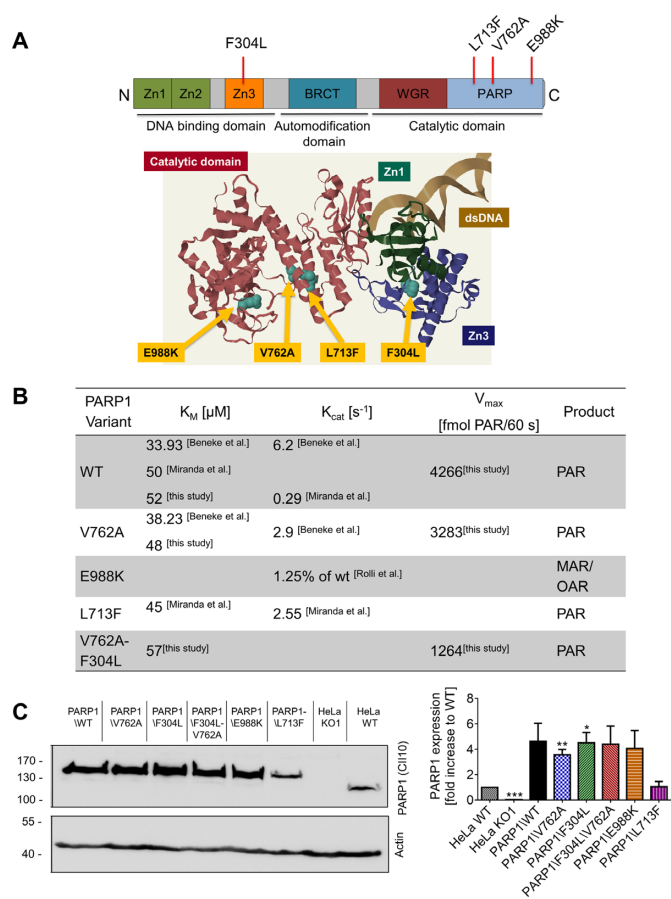 A
F304L
L713F
V762A
E988K
N
Zn1
Zn2
Zn3
BRCT
WGR
PARP
C
DNA binding domain
Automodification
domain
Catalytic domain
Catalytic domain
Zn1
dsDNA
Zn3
E988K
V762A
L713F
F304L
B
PARP1
Variant
KM [µM]
Kcat [s-1]
Vmax
[fmol PAR/60 s]
Product
WT
33.93 [Beneke et al.]
6.2 [Beneke et al.]
50 [Miranda et al.]
4266[this study]
PAR
52 [this study]
0.29 [Miranda et al.]
V762A
38.23 [Beneke et al.]
2.9 [Beneke et al.]
3283[this study]
PAR
48 [this study]
E988K
1.25% of wt [Rolli et al.]
MAR/
OAR
L713F
45 [Miranda et al.]
2.55 [Miranda et al.]
PAR
V762A-
F304L
57[this study]
1264[this study]
PAR
C
PARP1
\WT
PARP1
\V762A
PARP1
\F304L
PARP1
\F304L-
V762A
PARP1
\E988K
PARP1-
\L713F
HeLa
KO1
HeLa
WT
170 -
130 -
100 -
PARP1 (CII10)
55 -
40 -
Actin
PARP1 expression
[fold increase to WT]
8
6
4
2
0
***
**
*
HeLa WT
HeLa KO1
PARP1\WT
PARP1\V762A
PARP1\F304L
PARP1\F304L\V762A
PARP1\E988K
PARP1\L713F